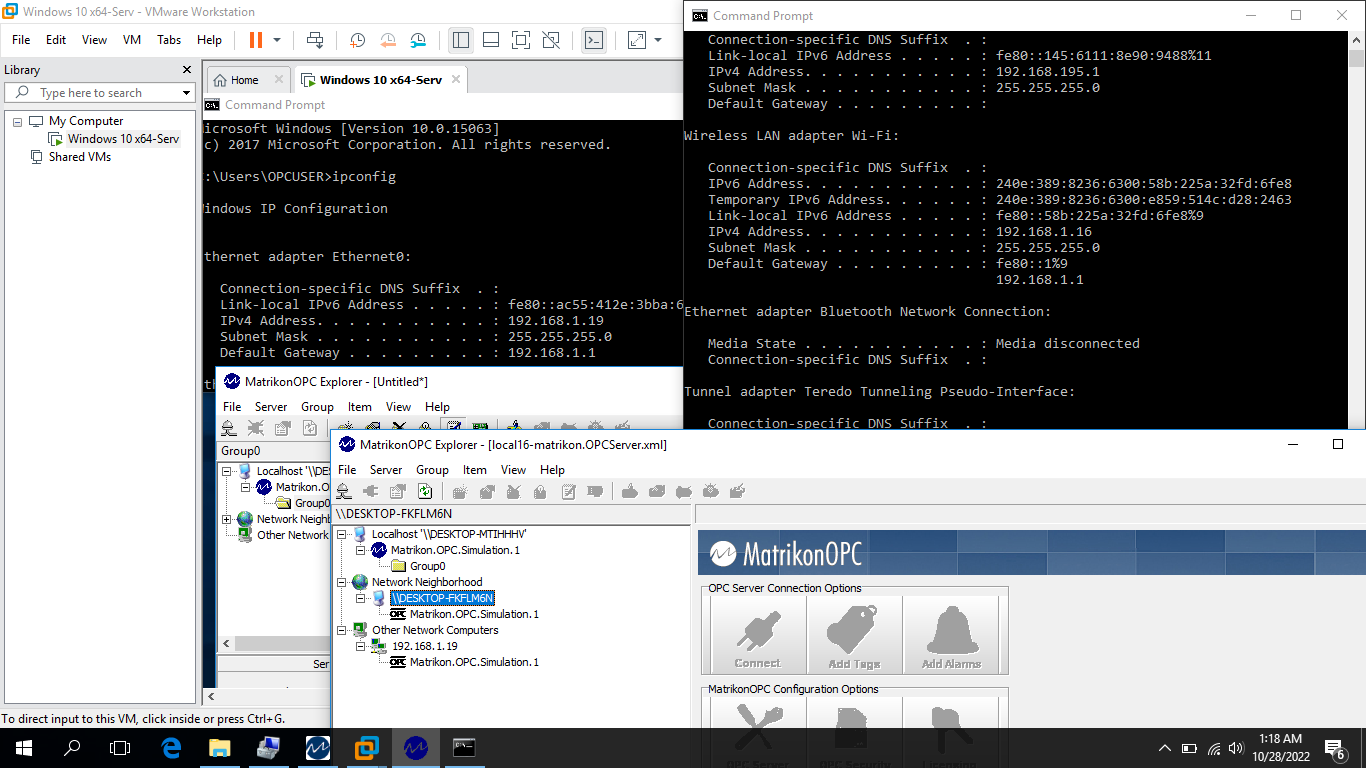 Windows 10 x64-Serv - VMware Workstation
File Edit View VM Tabs Help
Library
Type here to search
My Computer
Windows 10 x64-Serv
Shared VMs
To direct input to this VM, click inside or press Ctrl+G.
Home
Windows 10 x64-Serv
Command Prompt
icrosoft Windows [Version 10.0.15063]
c) 2017 Microsoft Corporation. All rights reserved.
:\Users\OPCUSER>ipconfig
indows IP Configuration
thernet adapter Ethernet0:
Connection-specific DNS Suffix . :
Link-local IPv6 Address . . . . . : fe80::ac55:412e:3bba:6
IPv4 Address. . . . . . . . . . . : 192.168.1.19
Subnet Mask . . . . . . . . . . . : 255.255.255.0
Default Gateway . . . . . . . . . : 192.168.1.1
Command Prompt
Connection-specific DNS Suffix . :
Link-local IPv6 Address . . . . . : fe80::145:6111:8e90:9488%11
IPv4 Address. . . . . . . . . . . : 192.168.195.1
Subnet Mask . . . . . . . . . . . : 255.255.255.0
Default Gateway . . . . . . . . . :
Wireless LAN adapter Wi-Fi:
Connection-specific DNS Suffix . :
IPv6 Address. . . . . . . . . . . : 240e:389:8236:6300:58b:225a:32fd:6fe8
Temporary IPv6 Address. . . . . . : 240e:389:8236:6300:e859:514c:d28:2463
Link-local IPv6 Address . . . . . : fe80::58b:225a:32fd:6fe8%9
IPv4 Address. . . . . . . . . . . : 192.168.1.16
Subnet Mask . . . . . . . . . . . : 255.255.255.0
Default Gateway . . . . . . . . . : fe80::1%9
192.168.1.1
Ethernet adapter Bluetooth Network Connection:
Media State . . . . . . . . . . . : Media disconnected
Connection-specific DNS Suffix . :
Tunnel adapter Teredo Tunneling Pseudo-Interface:
Connection-specific DNS Suffix . :
MatrikonOPC Explorer - [Untitled*]
File Server Group Item View Help
Group0
Localhost '\\DES
Matrikon.O
Group0
Network Neighb
Other Network
Ser
MatrikonOPC Explorer - [local16-matrikon.OPCServer.xml]
File Server Group Item View Help
\\DESKTOP-FKFLM6N
Localhost '\\DESKTOP-MTIHHHV'
Matrikon.OPC.Simulation.1
Group0
Network Neighborhood
\\DESKTOP-FKFLM6N
Matrikon.OPC.Simulation.1
Other Network Computers
192.168.1.19
Matrikon.OPC.Simulation.1
MatrikonOPC
OPC Server Connection Options
Connect Add Tags Add Alarms
MatrikonOPC Configuration Options
OPC Server OPC Security Licensing
1:18 AM
10/28/2022
6